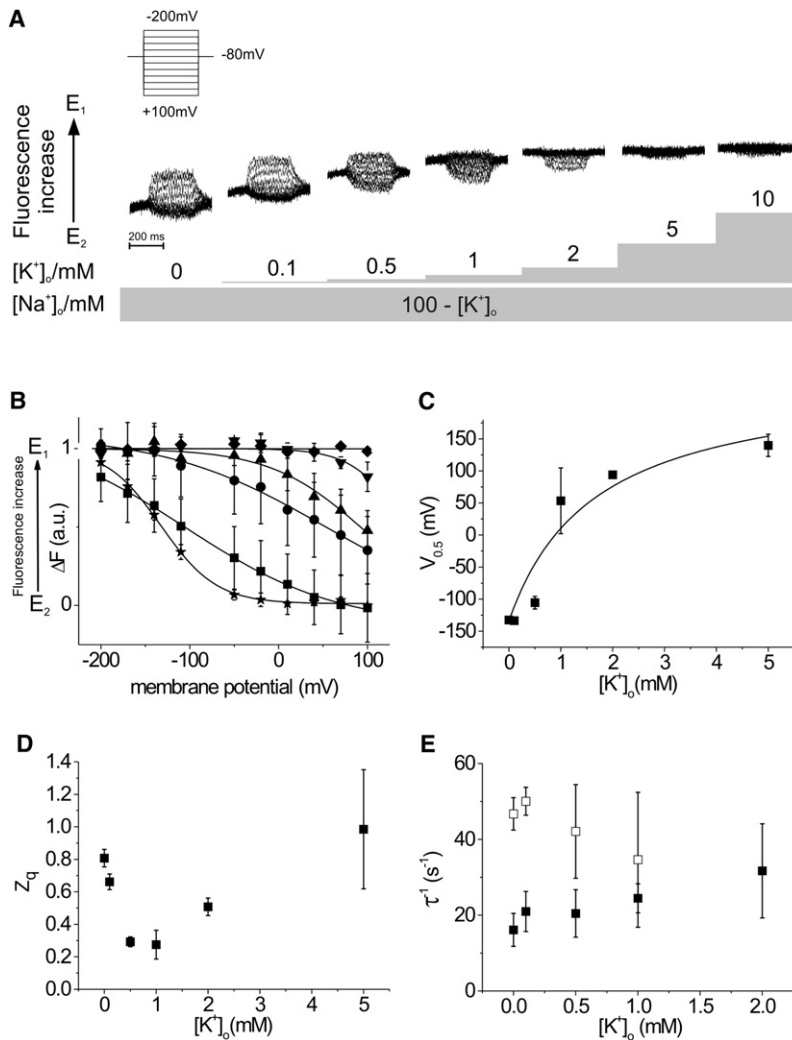 A
-200mV
-80mV
+100mV
E1
Fluorescence
increase
E2
200 ms
[K+]o/mM
0 0.1 0.5 1 2 5 10
[Na+]o/mM
100 - [K+]o
B
E1
1
Fluorescence increase
ΔF (a.u.)
E2
0
-200 -100 0 100
membrane potential (mV)
C
150
100
50
0
-50
-100
-150
V0.5 (mV)
0 1 2 3 4 5
[K+]o(mM)
D
1.4
1.2
1.0
0.8
0.6
0.4
0.2
0.0
Zq
0 1 2 3 4 5
[K+]o(mM)
E
60
40
20
0
τ-1 (s-1)
0.0 0.5 1.0 1.5 2.0
[K+]o(mM)